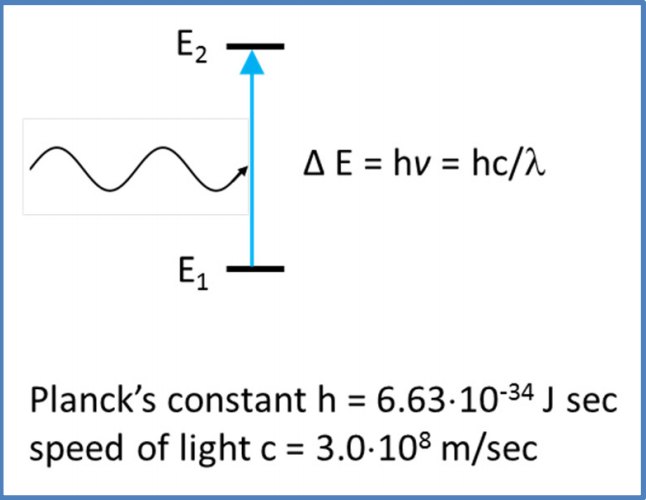 E₂
Δ E = hν = hc/λ
E₁
Planck’s constant h = 6.63·10⁻³⁴ J sec
speed of light c = 3.0·10⁸ m/sec